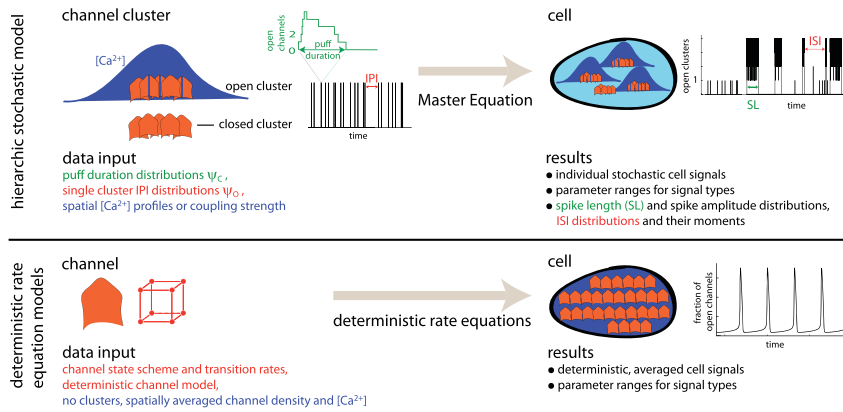 hierarchic stochastic model
channel cluster
[Ca2+]
open cluster
closed cluster
open
channels
2
0
puff
duration
IPI
time
Master Equation
cell
open clusters
1
ISI
SL
time
data input
puff duration distributions ΨC ,
single cluster IPI distributions ΨO ,
spatial [Ca2+] profiles or coupling strength
results
● individual stochastic cell signals
● parameter ranges for signal types
● spike length (SL) and spike amplitude distributions,
ISI distributions and their moments
deterministic rate
equation models
channel
deterministic rate equations
cell
fraction of
open channels
time
data input
channel state scheme and transition rates,
deterministic channel model,
no clusters, spatially averaged channel density and [Ca2+]
results
● deterministic, averaged cell signals
● parameter ranges for signal types